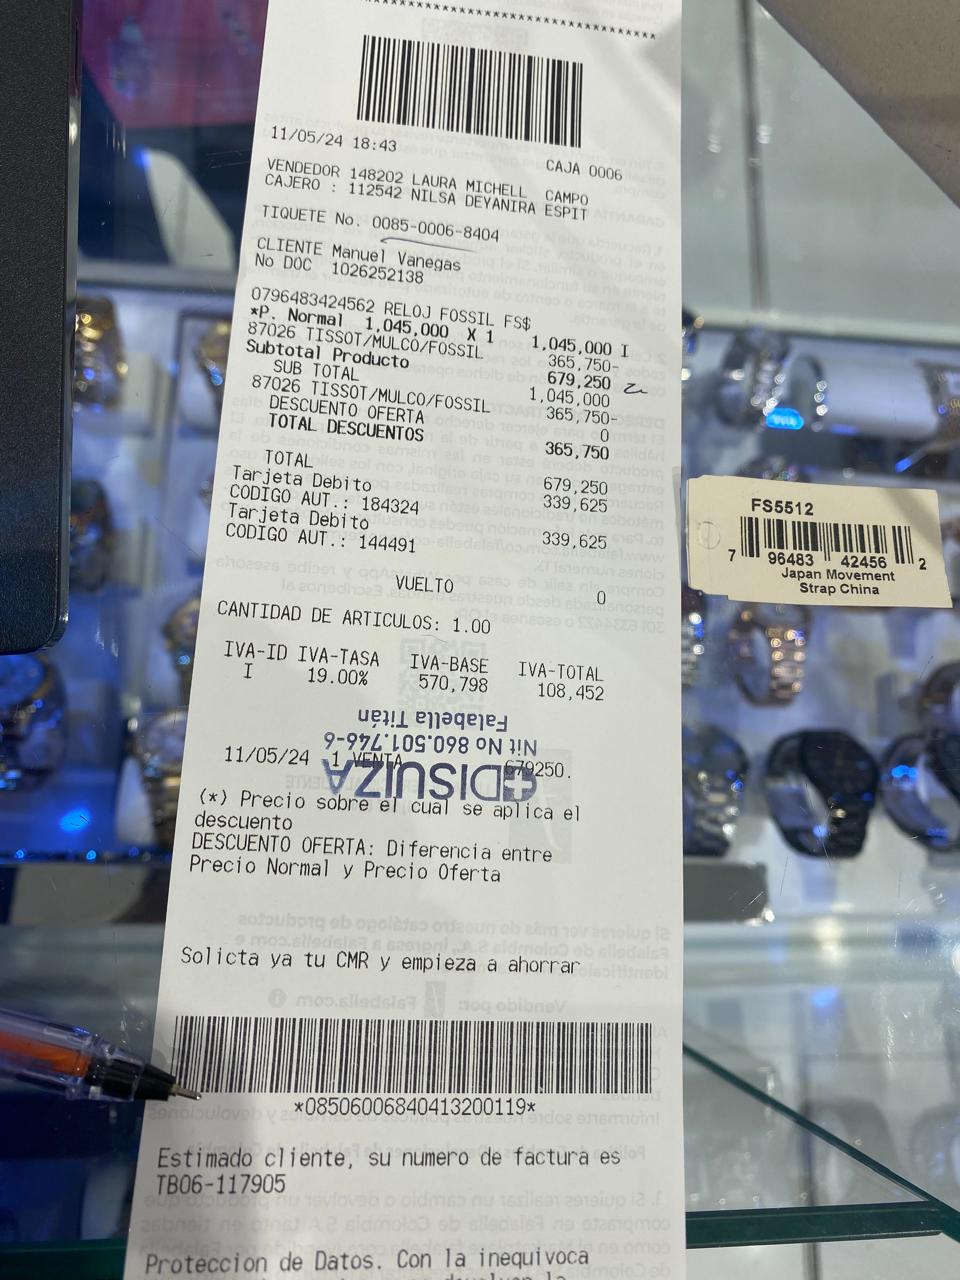 11/05/24 18:43
CAJA 0006
VENDEDOR 148202 LAURA MICHELL CAMPO
CAJERO : 112542 NILSA DEYANIRA ESPIT
TIQUETE No. 0085-0006-8404
CLIENTE Manuel Vanegas
No DOC 1026252138
0796483424562 RELOJ FOSSIL FS$
*P. Normal 1,045,000 X 1 1,045,000 I
87026 TISSOT/MULCO/FOSSIL 365,750-
Subtotal Producto 679,250
SUB TOTAL 1,045,000
87026 TISSOT/MULCO/FOSSIL 365,750-
DESCUENTO OFERTA 0
TOTAL DESCUENTOS 365,750
TOTAL 679,250
Tarjeta Debito 339,625
CODIGO AUT.: 184324
Tarjeta Debito 339,625
CODIGO AUT.: 144491
VUELTO 0
CANTIDAD DE ARTICULOS: 1.00
IVA-ID IVA-TASA IVA-BASE IVA-TOTAL
I 19.00% 570,798 108,452
Falabella Titán
Nit No 860.501.746-6
DISUIZA
11/05/24 1 VENTA 679250.
(*) Precio sobre el cual se aplica el
descuento
DESCUENTO OFERTA: Diferencia entre
Precio Normal y Precio Oferta
Solicta ya tu CMR y empieza a ahorrar
*08506006840413200119*
Estimado cliente, su numero de factura es
TB06-117905
Proteccion de Datos. Con la inequivoca
FS5512
7 96483 42456 2
Japan Movement
Strap China